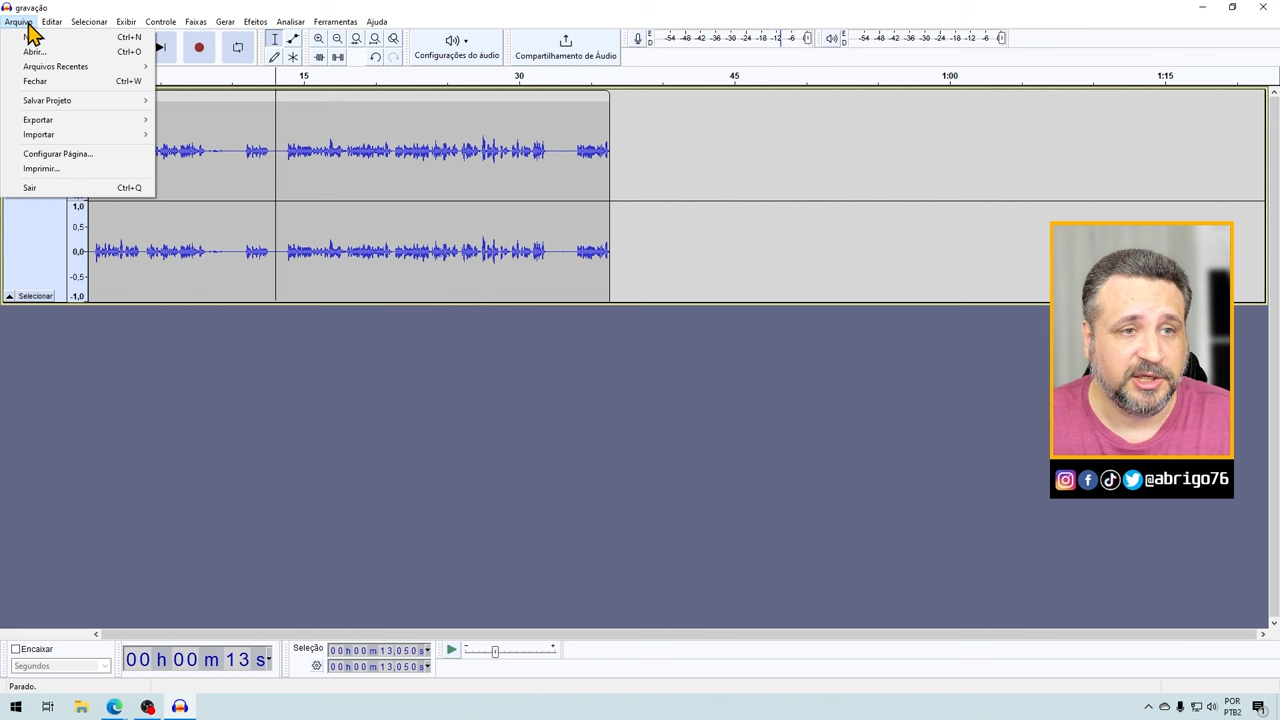 gravação
Arquivo Editar Selecionar Exibir Controle Faixas Gerar Efeitos Analisar Ferramentas Ajuda
Ctrl+N
Abrir... Ctrl+O
Arquivos Recentes
Fechar Ctrl+W
Salvar Projeto
Exportar
Importar
Configurar Página...
Imprimir...
Sair Ctrl+Q
Configurações do áudio
Compartilhamento de Áudio
E D -54 -48 -42 -36 -30 -24 -18 -12 -6
E D -54 -48 -42 -36 -30 -24 -18 -12 -6
15 30 45 1:00 1:15
1,0
0,5
0,0
-0,5
-1,0
Selecionar
@abrigo76
Encaixar
Segundos
00 h 00 m 13 s
Seleção
00 h 00 m 13,050 s
00 h 00 m 13,050 s
Parado.
POR
PTB2